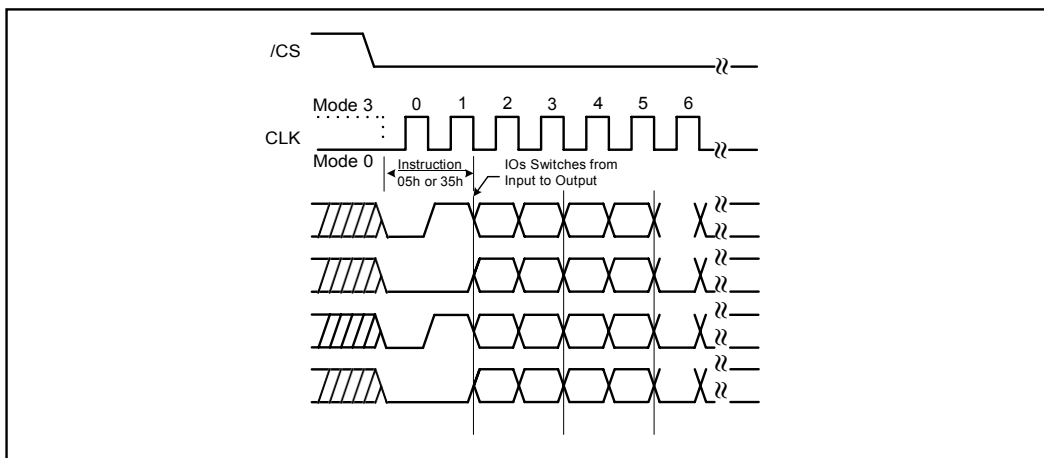 /CS
Mode 3
0 1 2 3 4 5 6
CLK
Mode 0
Instruction
05h or 35h
IOs Switches from
Input to Output